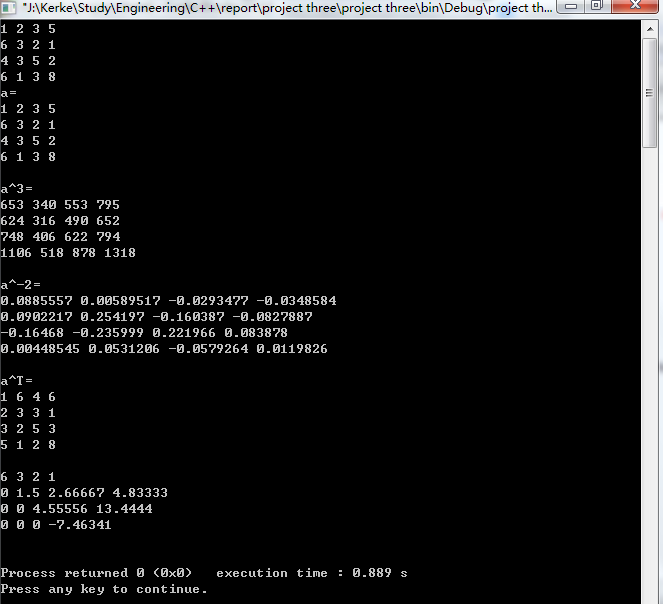 "J:\Kerke\Study\Engineering\C++\report\project three\project three\bin\Debug\project th...
1 2 3 5
6 3 2 1
4 3 5 2
6 1 3 8
a=
1 2 3 5
6 3 2 1
4 3 5 2
6 1 3 8
a^3=
653 340 553 795
624 316 490 652
748 406 622 794
1106 518 878 1318
a^-2=
0.0885557 0.00589517 -0.0293477 -0.0348584
0.0902217 0.254197 -0.160387 -0.0827887
-0.16468 -0.235999 0.221966 0.083878
0.00448545 0.0531206 -0.0579264 0.0119826
a^T=
1 6 4 6
2 3 3 1
3 2 5 3
5 1 2 8
6 3 2 1
0 1.5 2.66667 4.83333
0 0 4.55556 13.4444
0 0 0 -7.46341
Process returned 0 (0x0)   execution time : 0.889 s
Press any key to continue.